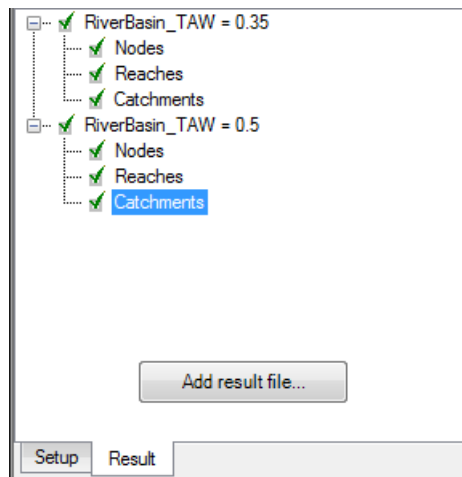 RiverBasin_TAW = 0.35
Nodes
Reaches
Catchments
RiverBasin_TAW = 0.5
Nodes
Reaches
Catchments
Add result file...
Setup Result